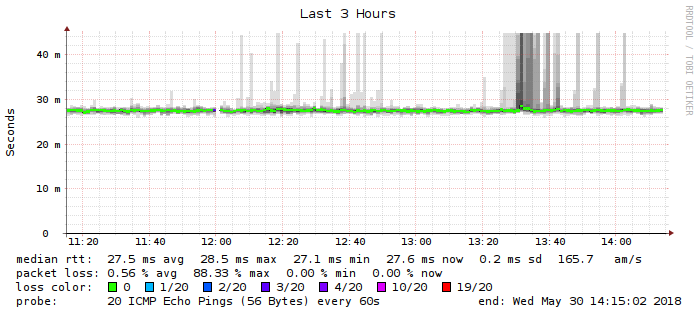 Last 3 Hours
RRDTOOL / TOBI OETIKER
Seconds
40 m
30 m
20 m
10 m
0
11:20 11:40 12:00 12:20 12:40 13:00 13:20 13:40 14:00
median rtt: 27.5 ms avg 28.5 ms max 27.1 ms min 27.6 ms now 0.2 ms sd 165.7 am/s
packet loss: 0.56 % avg 88.33 % max 0.00 % min 0.00 % now
loss color: 0 1/20 2/20 3/20 4/20 10/20 19/20
probe: 20 ICMP Echo Pings (56 Bytes) every 60s end: Wed May 30 14:15:02 2018